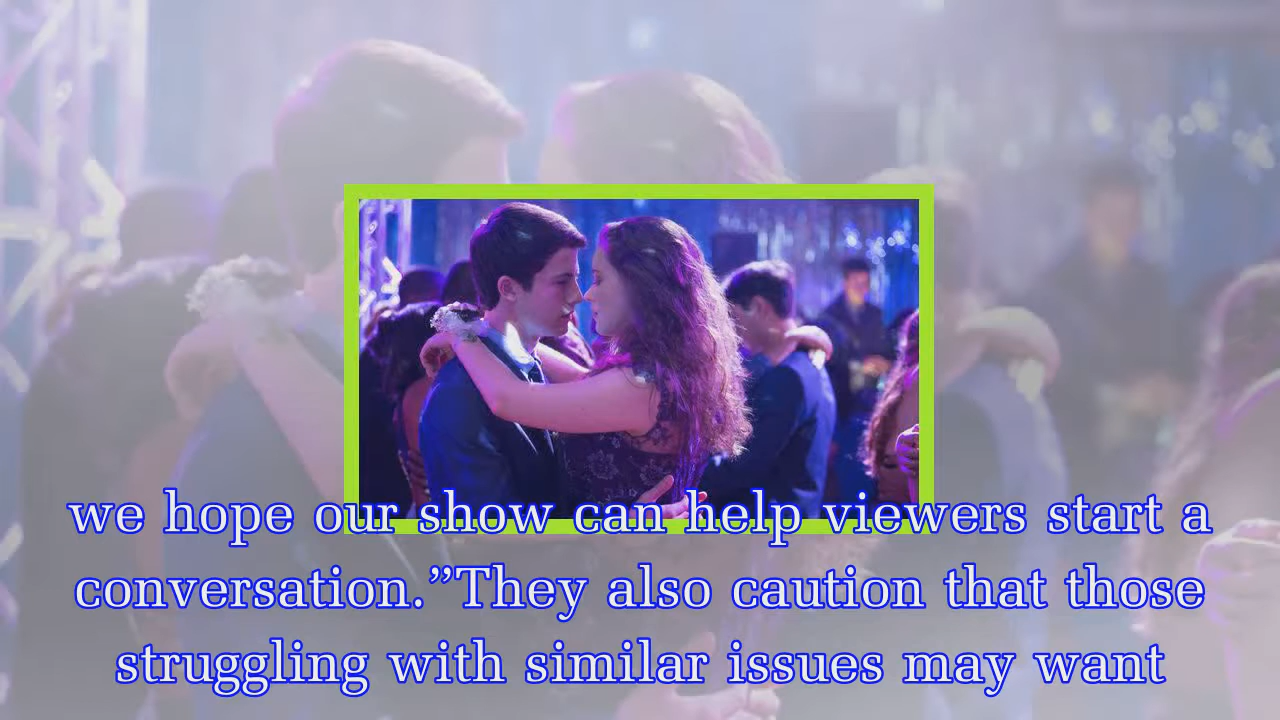 we hope our show can help viewers start a
conversation.”They also caution that those
struggling with similar issues may want